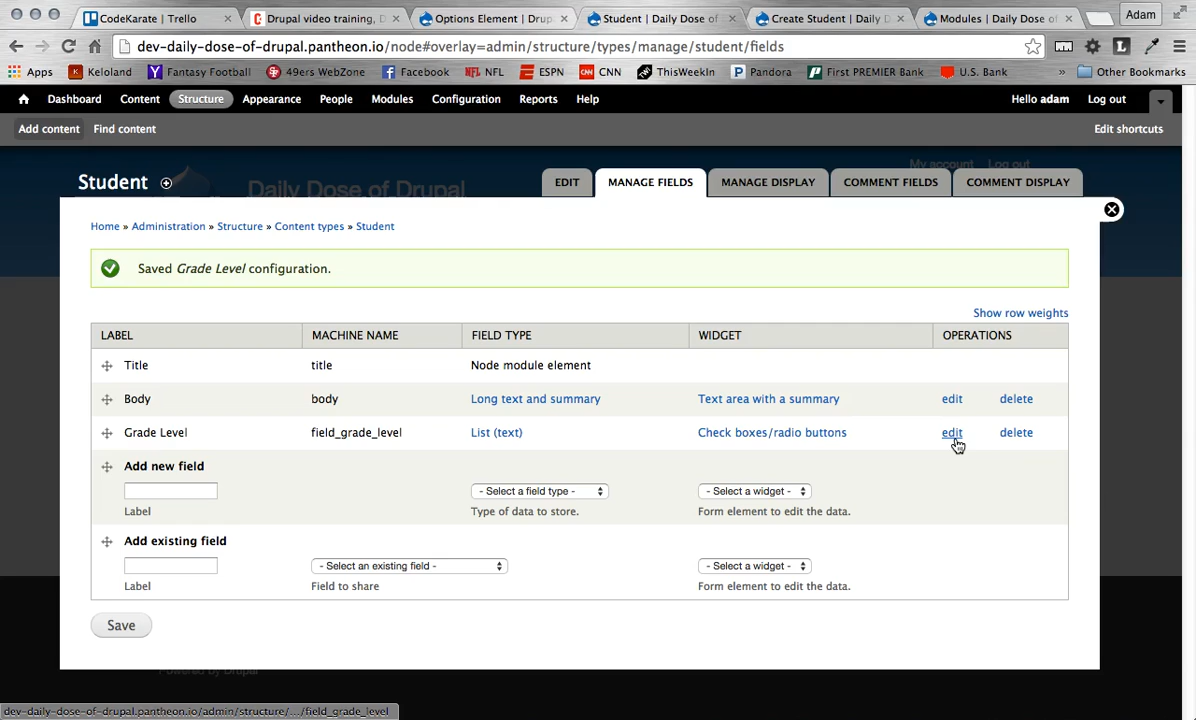 CodeKarate | Trello
Drupal video training, D
Options Element | Drup
Student | Daily Dose of
Create Student | Daily D
Modules | Daily Dose of
Adam
dev-daily-dose-of-drupal.pantheon.io/node#overlay=admin/structure/types/manage/student/fields
Apps
Keloland
Fantasy Football
49ers WebZone
Facebook
NFL NFL
ESPN
CNN CNN
ThisWeekIn
Pandora
First PREMIER Bank
U.S. Bank
»
Other Bookmarks
Dashboard
Content
Structure
Appearance
People
Modules
Configuration
Reports
Help
Hello adam
Log out
Add content
Find content
Edit shortcuts
My account
Log out
Student
Daily Dose of Drupal
EDIT
MANAGE FIELDS
MANAGE DISPLAY
COMMENT FIELDS
COMMENT DISPLAY
Home » Administration » Structure » Content types » Student
Saved Grade Level configuration.
Show row weights
LABEL
MACHINE NAME
FIELD TYPE
WIDGET
OPERATIONS
Title
title
Node module element
Body
body
Long text and summary
Text area with a summary
edit
delete
Grade Level
field_grade_level
List (text)
Check boxes/radio buttons
edit
delete
Add new field
- Select a field type -
- Select a widget -
Label
Type of data to store.
Form element to edit the data.
Add existing field
- Select an existing field -
- Select a widget -
Label
Field to share
Form element to edit the data.
Save
Powered by Drupal
dev-daily-dose-of-drupal.pantheon.io/admin/structure/.../field_grade_level